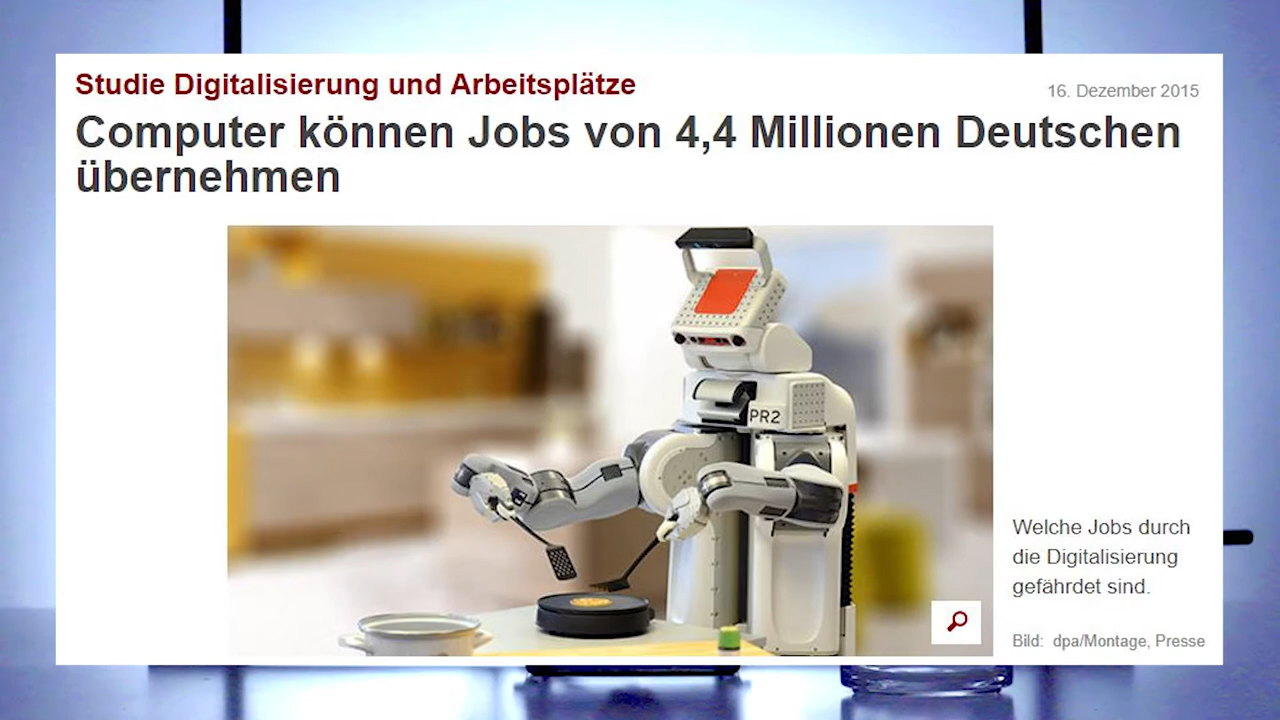 Studie Digitalisierung und Arbeitsplätze
16. Dezember 2015
Computer können Jobs von 4,4 Millionen Deutschen
übernehmen
PR2
Welche Jobs durch
die Digitalisierung
gefährdet sind.
Bild: dpa/Montage, Presse